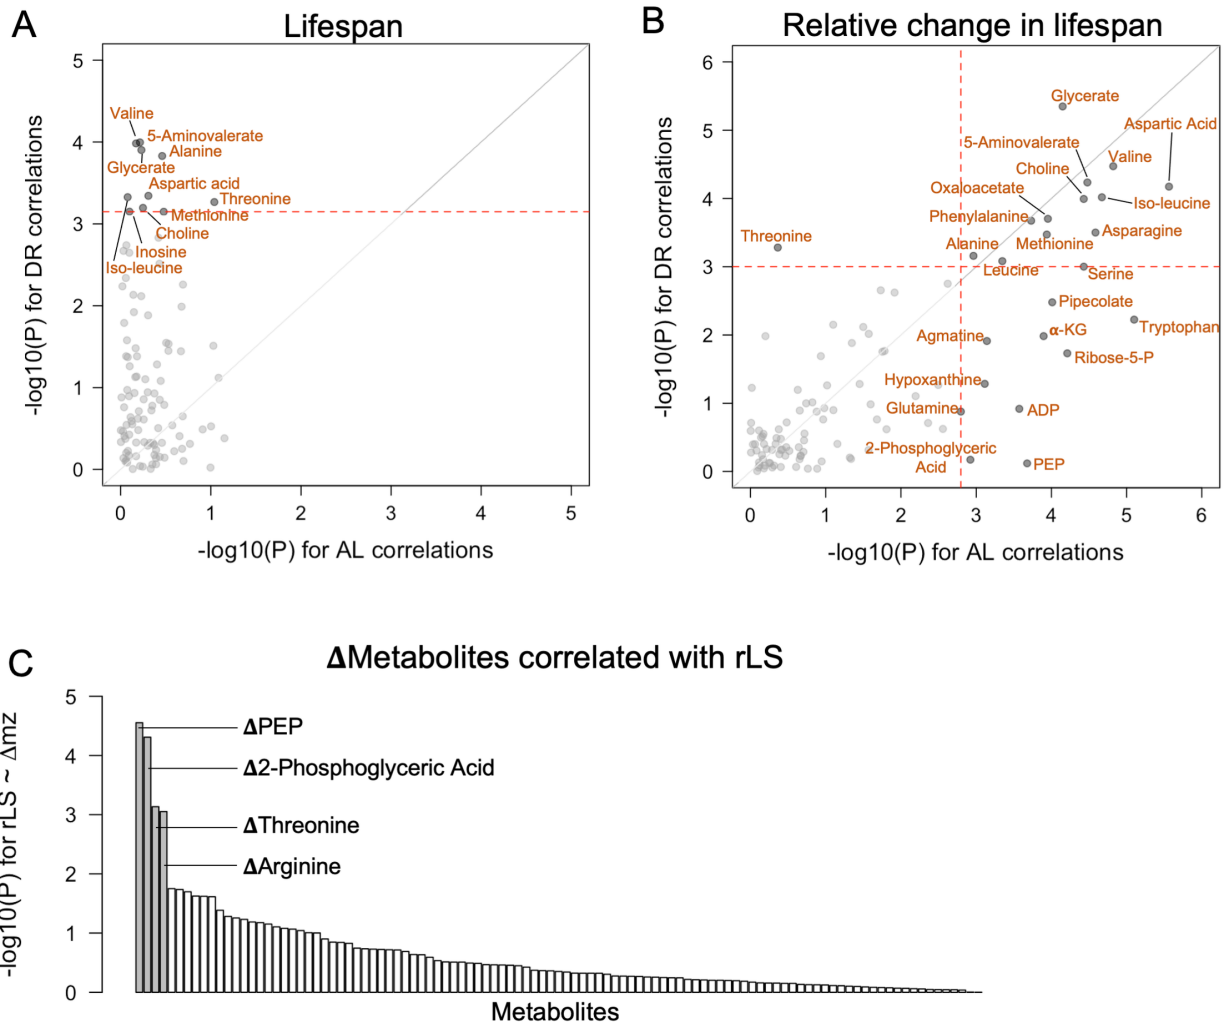 A
Lifespan
-log10(P) for DR correlations
5
4
3
2
1
0
Valine
5-Aminovalerate
Alanine
Glycerate
Aspartic acid
Threonine
Methionine
Choline
Inosine
Iso-leucine
0 1 2 3 4 5
-log10(P) for AL correlations
B
Relative change in lifespan
-log10(P) for DR correlations
6
5
4
3
2
1
0
Glycerate
Aspartic Acid
5-Aminovalerate
Valine
Choline
Oxaloacetate
Iso-leucine
Phenylalanine
Asparagine
Threonine
Alanine
Methionine
Leucine
Serine
Pipecolate
Tryptophan
Agmatine
α-KG
Ribose-5-P
Hypoxanthine
Glutamine
ADP
2-Phosphoglyceric
Acid
PEP
0 1 2 3 4 5 6
-log10(P) for AL correlations
C
ΔMetabolites correlated with rLS
-log10(P) for rLS ~ Δmz
5
4
3
2
1
0
ΔPEP
Δ2-Phosphoglyceric Acid
ΔThreonine
ΔArginine
Metabolites